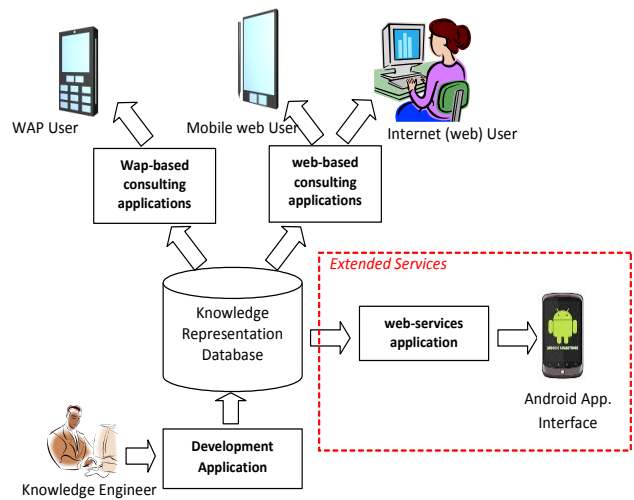 WAP User
Mobile web User
Internet (web) User
Wap-based
consulting
applications
web-based
consulting
applications
Extended Services
Knowledge
Representation
Database
web-services
application
Android App.
Interface
Development
Application
Knowledge Engineer